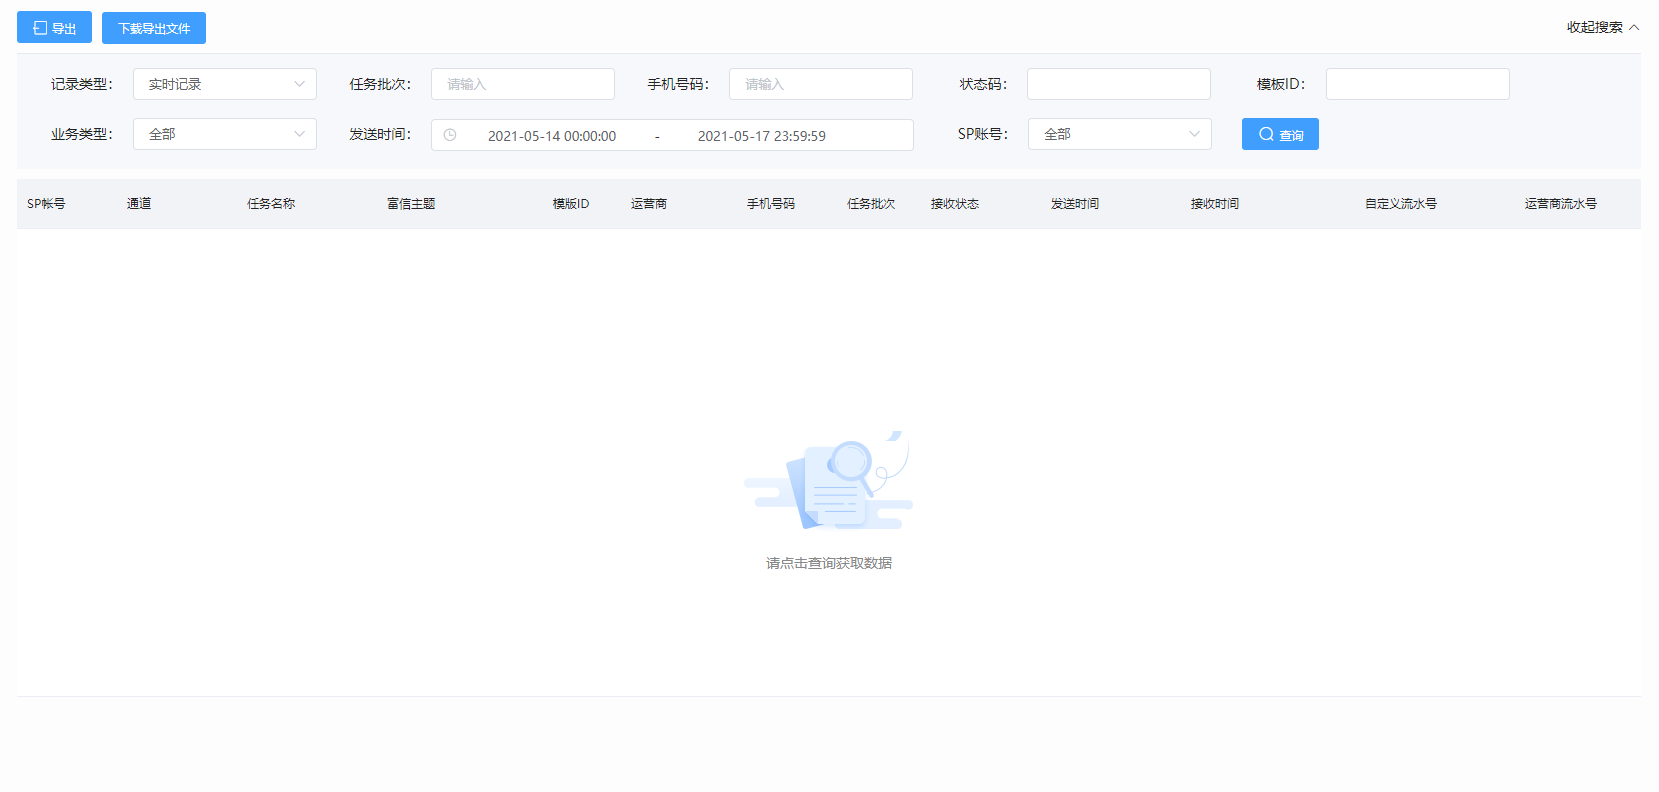 导出 下载导出文件 收起搜索
记录类型： 实时记录 任务批次： 请输入 手机号码： 请输入 状态码： 模板ID：
业务类型： 全部 发送时间： 2021-05-14 00:00:00 - 2021-05-17 23:59:59 SP账号： 全部 查询
SP帐号 通道 任务名称 富信主题 模版ID 运营商 手机号码 任务批次 接收状态 发送时间 接收时间 自定义流水号 运营商流水号
请点击查询获取数据